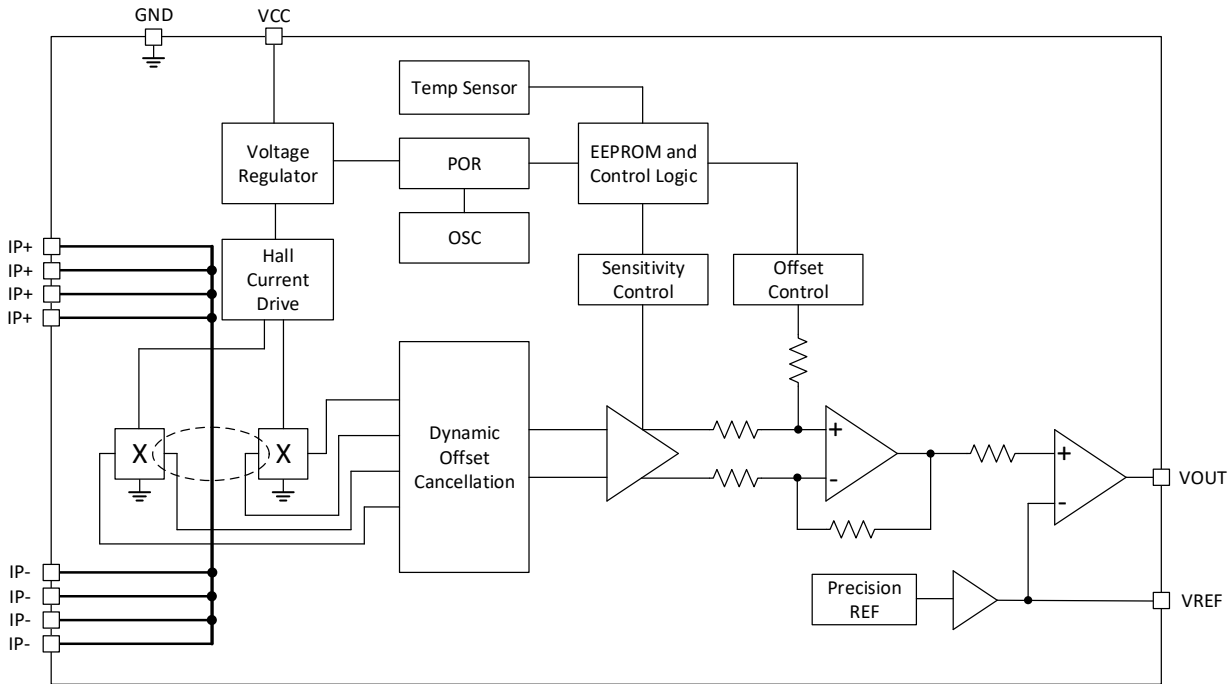 GND
VCC
Temp Sensor
Voltage
Regulator
POR
EEPROM and
Control Logic
OSC
IP+
IP+
IP+
IP+
Hall
Current
Drive
Sensitivity
Control
Offset
Control
X
X
Dynamic
Offset
Cancellation
+
-
+
-
VOUT
IP-
IP-
IP-
IP-
Precision
REF
VREF